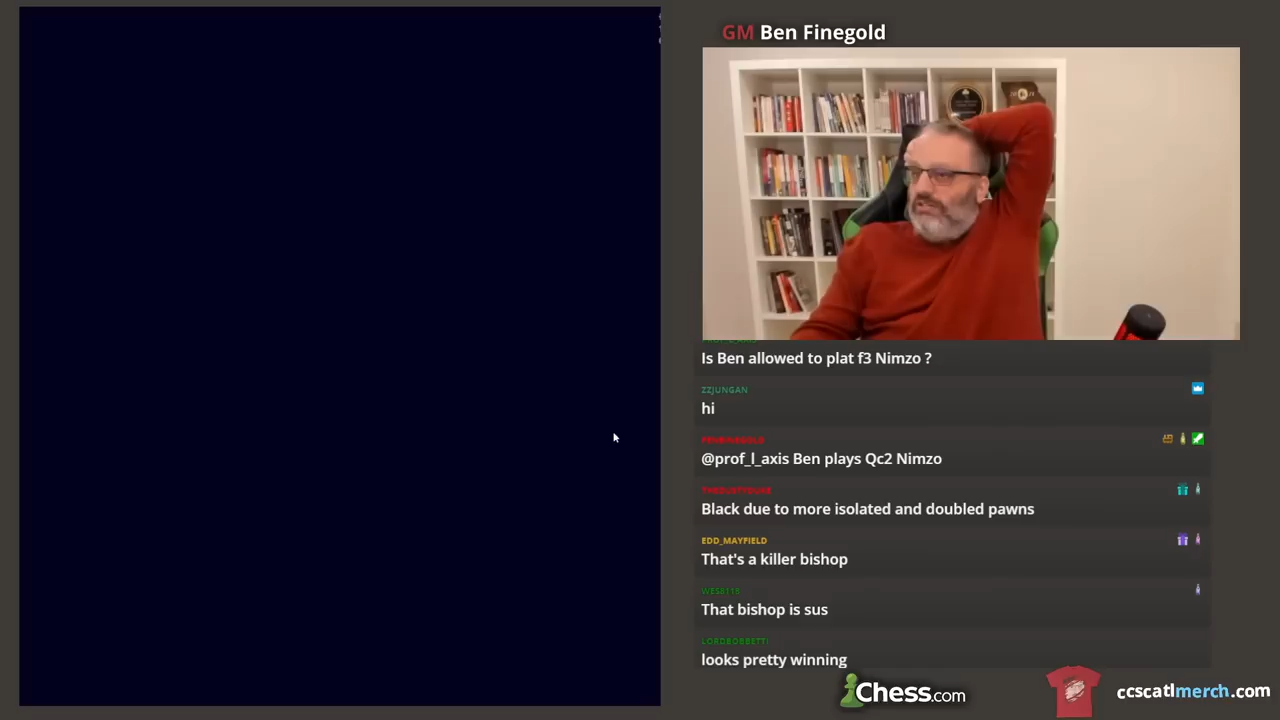 GM Ben Finegold
Is Ben allowed to plat f3 Nimzo ?
ZZJUNGAN
hi
@prof_l_axis Ben plays Qc2 Nimzo
THEDUSTYDUKE
Black due to more isolated and doubled pawns
EDD_MAYFIELD
That's a killer bishop
That bishop is sus
LORDBOBBETTI
looks pretty winning
Chess.com
ccscatlmerch.com